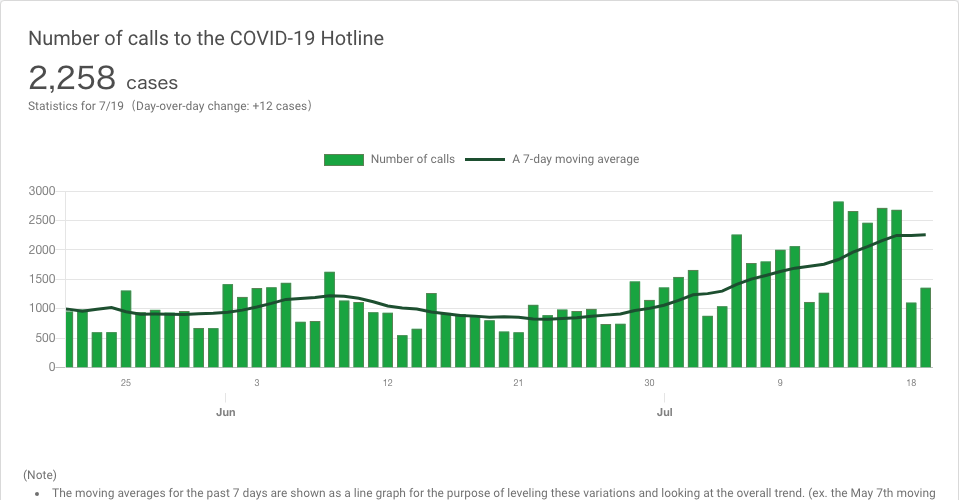 Number of calls to the COVID-19 Hotline
2,258 cases
Statistics for 7/19 (Day-over-day change: +12 cases)
Number of calls A 7-day moving average
3000
2500
2000
1500
1000
500
0
25 3 12 21 30 9 18
Jun Jul
(Note)
• The moving averages for the past 7 days are shown as a line graph for the purpose of leveling these variations and looking at the overall trend. (ex. the May 7th moving